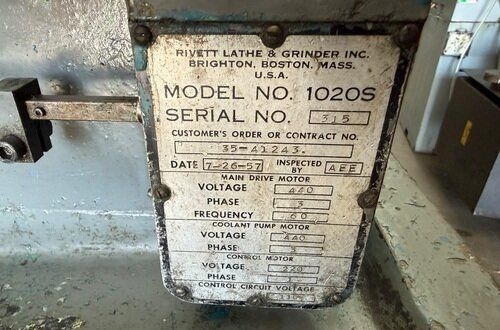 RIVETT LATHE & GRINDER INC.
BRIGHTON, BOSTON, MASS.
U.S.A.
MODEL NO. 1020S
SERIAL NO. 315
CUSTOMER'S ORDER OR CONTRACT NO.
35-41243.
DATE 7-26-57 INSPECTED BY AEE
MAIN DRIVE MOTOR
VOLTAGE 440
PHASE 3
FREQUENCY 60
COOLANT PUMP MOTOR
VOLTAGE 440
PHASE
CONTROL MOTOR
VOLTAGE 220
PHASE
CONTROL CIRCUIT VOLTAGE